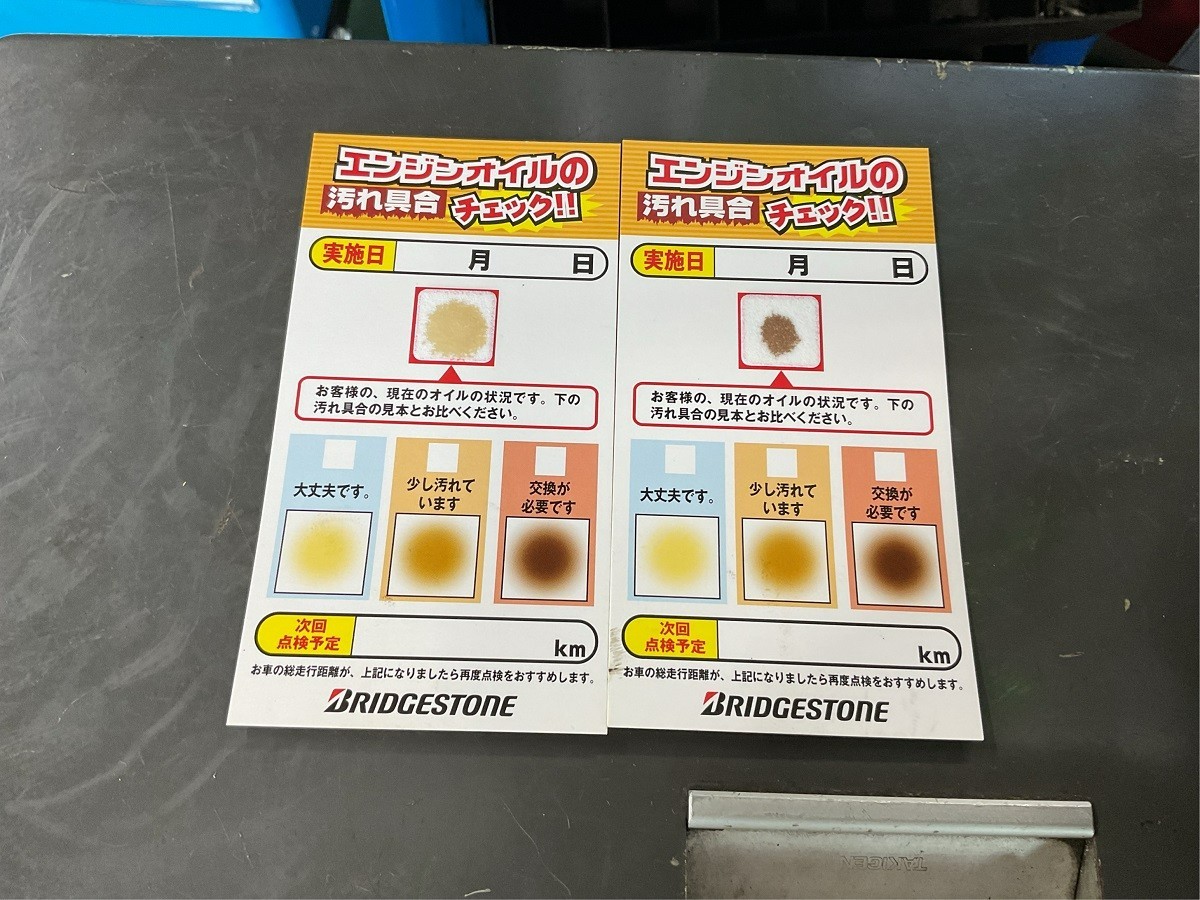 エンジンオイルの
汚れ具合 チェック!!
実施日 月 日
お客様の、現在のオイルの状況です。下の
汚れ具合の見本とお比べください。
大丈夫です。
少し汚れて
います
交換が
必要です
次回
点検予定 km
お車の総走行距離が、上記になりましたら再度点検をおすすめします。
BRIDGESTONE
エンジンオイルの
汚れ具合 チェック!!
実施日 月 日
お客様の、現在のオイルの状況です。下の
汚れ具合の見本とお比べください。
大丈夫です。
少し汚れて
います
交換が
必要です
次回
点検予定 km
お車の総走行距離が、上記になりましたら再度点検をおすすめします。
BRIDGESTONE
TAKIGEN